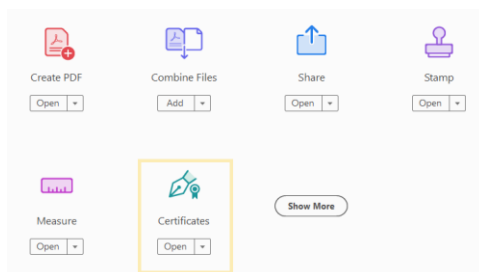 Create PDF
Combine Files
Share
Stamp
Open
Add
Open
Open
Measure
Certificates
Show More
Open
Open